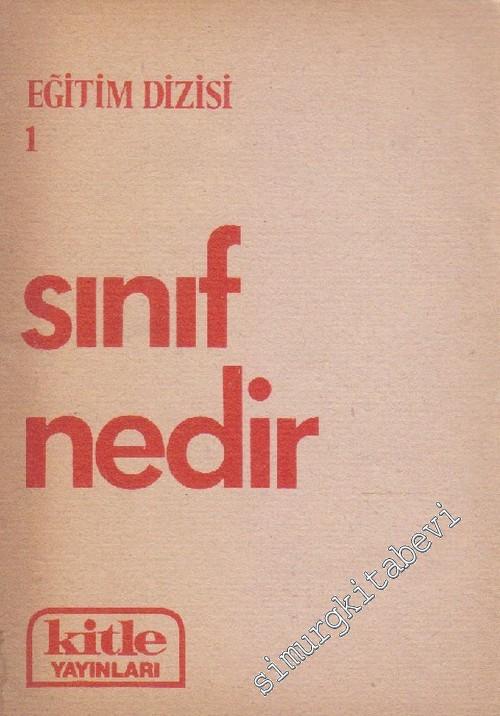 EĞİTİM DİZİSİ
1
sınıf
nedir
kitle
YAYINLARI
simurgkitabevi